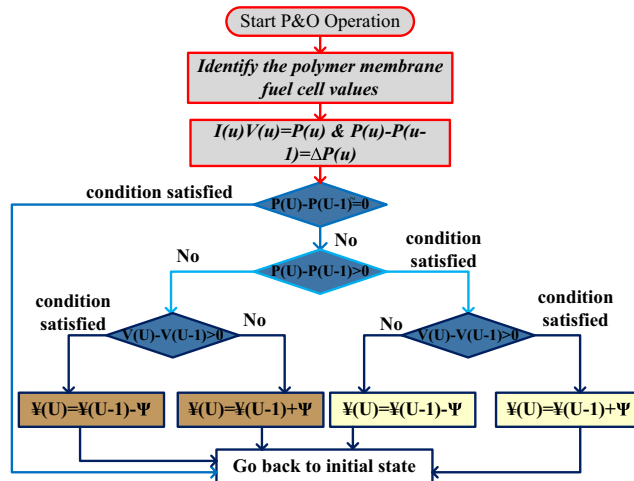 Start P&O Operation
Identify the polymer membrane
fuel cell values
I(u)V(u)=P(u) & P(u)-P(u-
1)=ΔP(u)
condition satisfied
P(U)-P(U-1)≅0
No
P(U)-P(U-1)>0
No
condition
satisfied
condition
satisfied
V(U)-V(U-1)>0
No
No
V(U)-V(U-1)>0
condition
satisfied
¥(U)=¥(U-1)-Ψ
¥(U)=¥(U-1)+Ψ
¥(U)=¥(U-1)-Ψ
¥(U)=¥(U-1)+Ψ
Go back to initial state